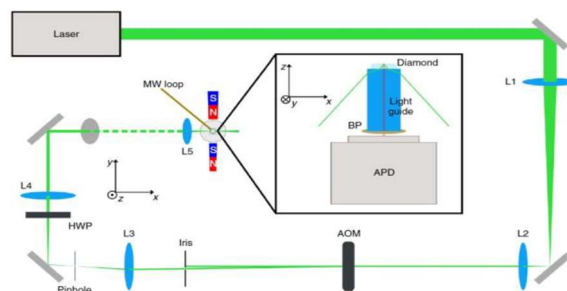 Laser
z
y
x
Diamond
Light
guide
BP
APD
L1
MW loop
S
N
S
N
L5
y
z
x
L4
HWP
Pinhole
L3
Iris
AOM
L2